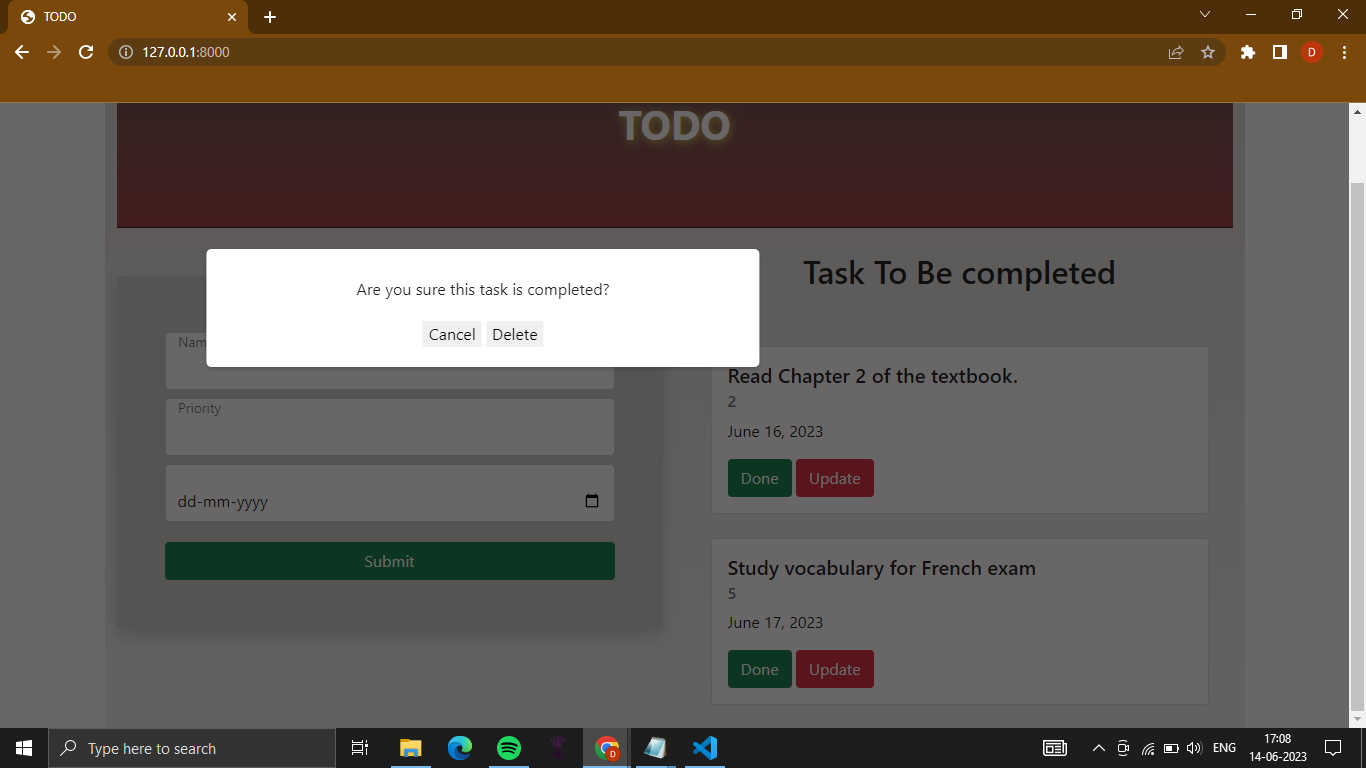 TODO
127.0.0.1:8000
D
TODO
Are you sure this task is completed?
Cancel Delete
Priority
dd-mm-yyyy
Submit
Task To Be completed
Read Chapter 2 of the textbook.
2
June 16, 2023
Done Update
Study vocabulary for French exam
5
June 17, 2023
Done Update
Type here to search
D
ENG
17:08
14-06-2023